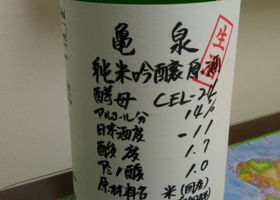 亀泉
生
純米吟醸原酒
酵母 CEL-24
アルコール分 14%
日本酒度 -11
酸度 1.7
アミノ酸 1.0
原材料名 米(国産)